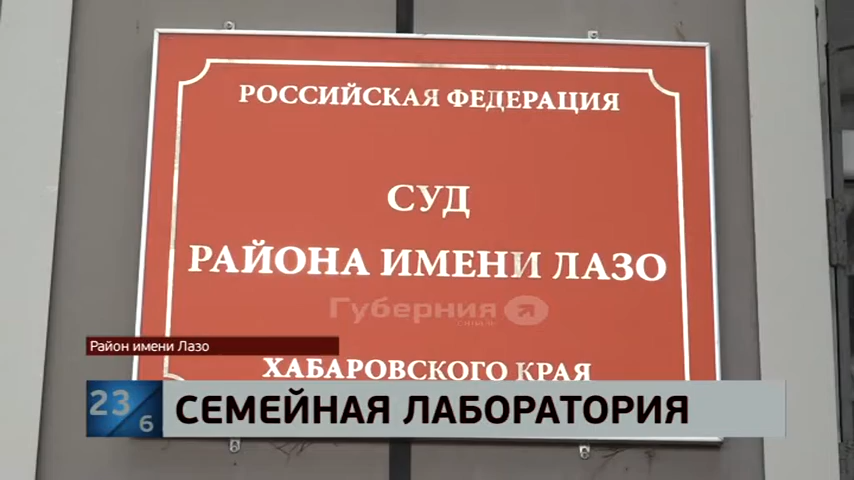 РОССИЙСКАЯ ФЕДЕРАЦИЯ
СУД
РАЙОНА ИМЕНИ ЛАЗО
Губерния
ХАБАРОВСКОГО КРАЯ
Район имени Лазо
23
6
СЕМЕЙНАЯ ЛАБОРАТОРИЯ